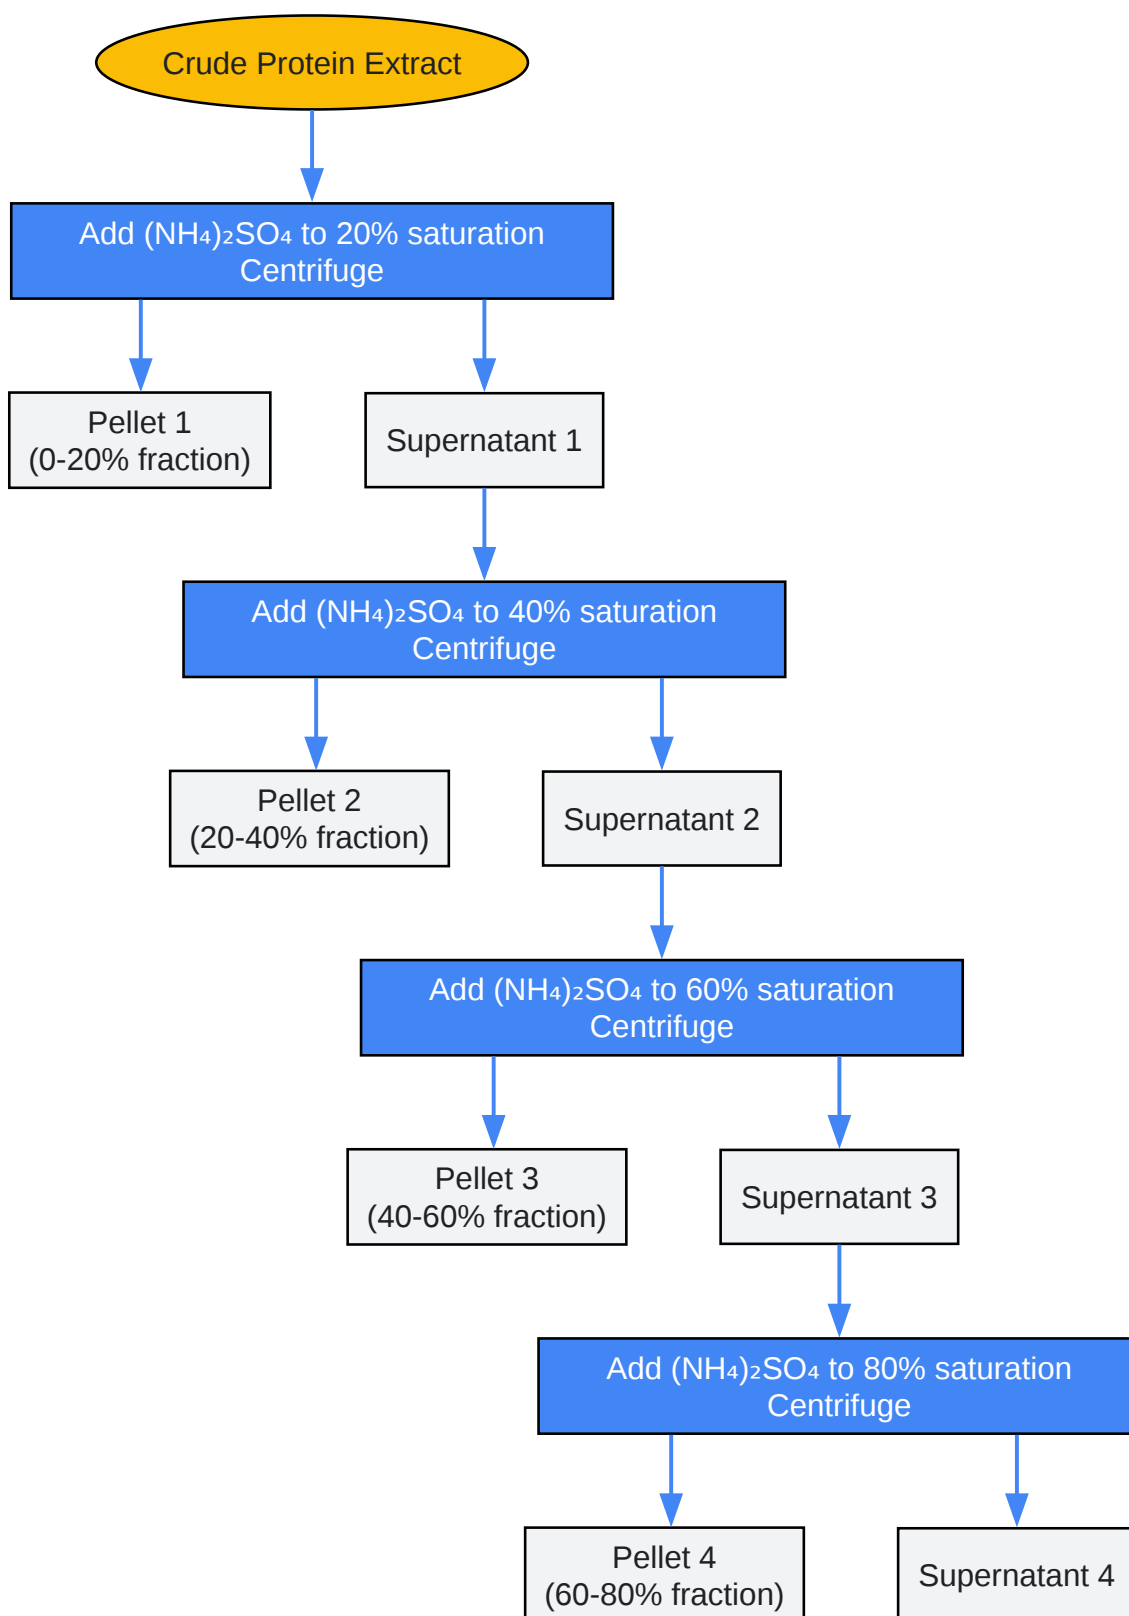 Crude Protein Extract
Add (NH₄)₂SO₄ to 20% saturation
Centrifuge
Pellet 1
(0-20% fraction)
Supernatant 1
Add (NH₄)₂SO₄ to 40% saturation
Centrifuge
Pellet 2
(20-40% fraction)
Supernatant 2
Add (NH₄)₂SO₄ to 60% saturation
Centrifuge
Pellet 3
(40-60% fraction)
Supernatant 3
Add (NH₄)₂SO₄ to 80% saturation
Centrifuge
Pellet 4
(60-80% fraction)
Supernatant 4